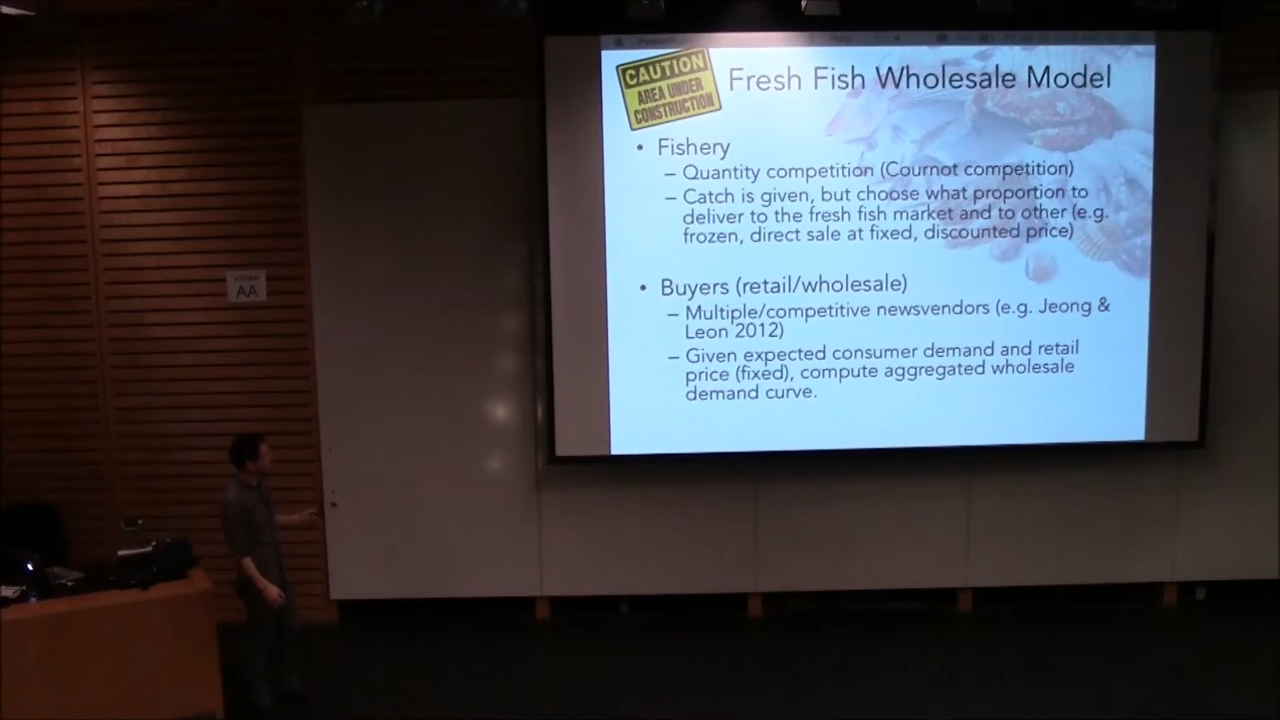 CAUTION
AREA UNDER
CONSTRUCTION
Fresh Fish Wholesale Model
• Fishery
– Quantity competition (Cournot competition)
– Catch is given, but choose what proportion to
deliver to the fresh fish market and to other (e.g.
frozen, direct sale at fixed, discounted price)
• Buyers (retail/wholesale)
– Multiple/competitive newsvendors (e.g. Jeong &
Leon 2012)
– Given expected consumer demand and retail
price (fixed), compute aggregated wholesale
demand curve.
AA